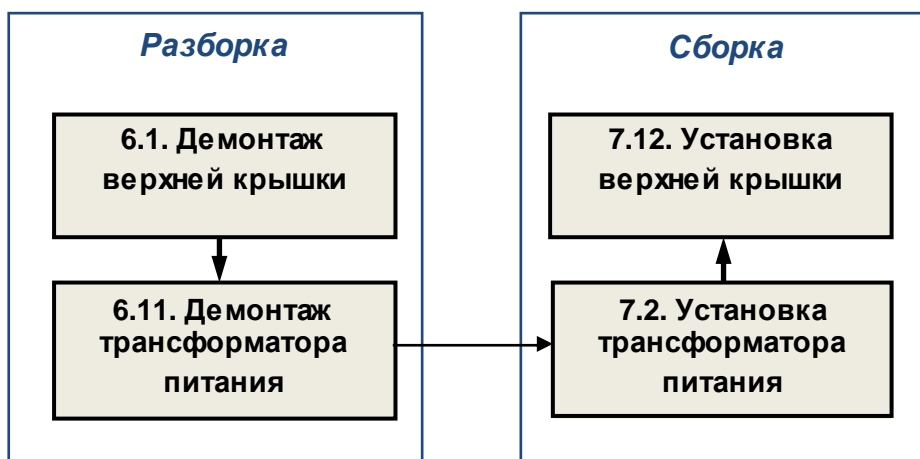 Разборка
6.1. Демонтаж
верхней крышки
6.11. Демонтаж
трансформатора
питания
Сборка
7.12. Установка
верхней крышки
7.2. Установка
трансформатора
питания